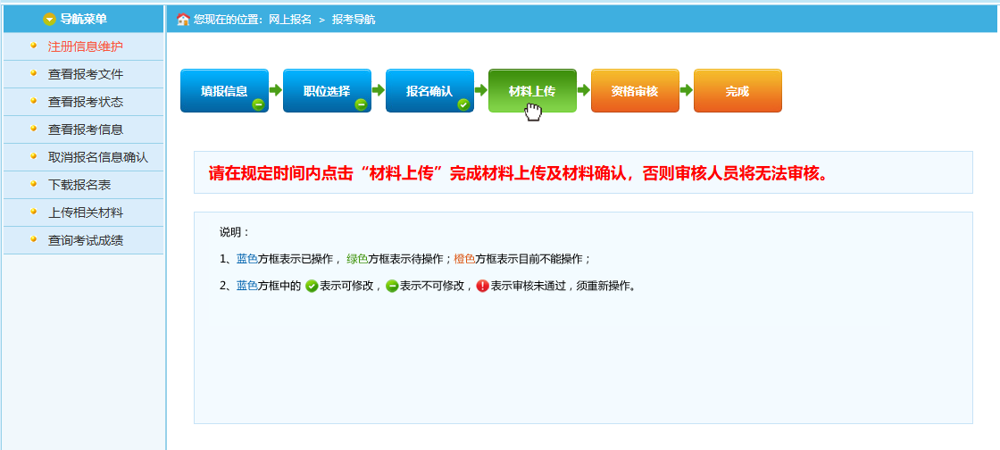 导航菜单
您现在的位置：网上报名 > 报考导航
注册信息维护
查看报考文件
查看报考状态
查看报考信息
取消报名信息确认
下载报名表
上传相关材料
查询考试成绩
填报信息
职位选择
报名确认
材料上传
资格审核
完成
请在规定时间内点击“材料上传”完成材料上传及材料确认，否则审核人员将无法审核。
说明：
1、蓝色方框表示已操作，绿色方框表示待操作；橙色方框表示目前不能操作；
2、蓝色方框中的 表示可修改， 表示不可修改， 表示审核未通过，须重新操作。